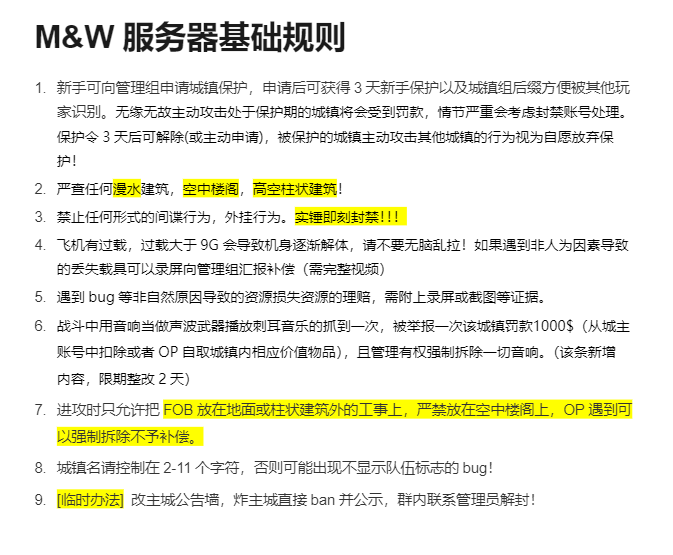 M&W 服务器基础规则
1. 新手可向管理组申请城镇保护，申请后可获得 3 天新手保护以及城镇组后缀方便被其他玩
家识别。无缘无故主动攻击处于保护期的城镇将会受到罚款，情节严重会考虑封禁账号处理。
保护令 3 天后可解除(或主动申请)，被保护的城镇主动攻击其他城镇的行为视为自愿放弃保
护！
2. 严查任何漫水建筑，空中楼阁，高空柱状建筑！
3. 禁止任何形式的间谍行为，外挂行为。实锤即刻封禁！！！
4. 飞机有过载，过载大于 9G 会导致机身逐渐解体，请不要无脑乱拉！如果遇到非人为因素导致
的丢失载具可以录屏向管理组汇报补偿（需完整视频）
5. 遇到 bug 等非自然原因导致的资源损失资源的理赔，需附上录屏或截图等证据。
6. 战斗中用音响当做声波武器播放刺耳音乐的抓到一次，被举报一次该城镇罚款1000$（从城主
账号中扣除或者 OP 自取城镇内相应价值物品），且管理有权强制拆除一切音响。（该条新增
内容，限期整改 2 天）
7. 进攻时只允许把 FOB 放在地面或柱状建筑外的工事上，严禁放在空中楼阁上，OP 遇到可
以强制拆除不予补偿。
8. 城镇名请控制在 2-11 个字符，否则可能出现不显示队伍标志的 bug！
9. [临时办法] 改主城公告墙，炸主城直接 ban 并公示，群内联系管理员解封！